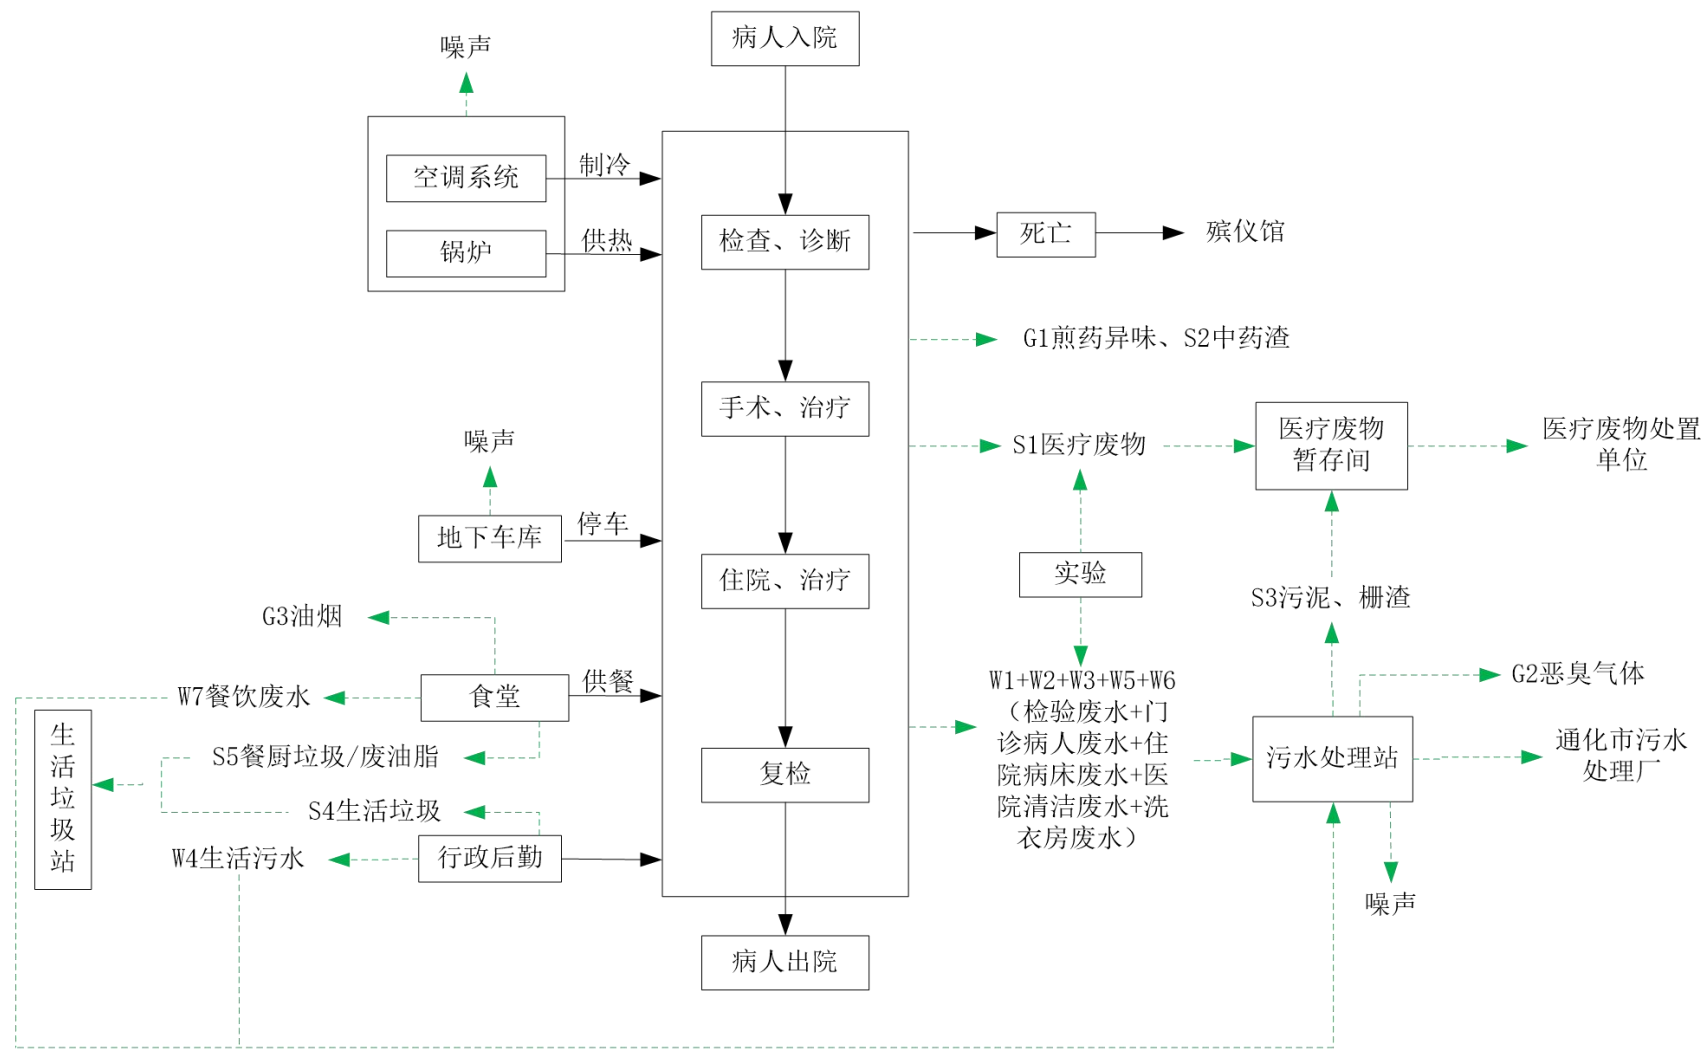 病人入院
噪声
空调系统
制冷
锅炉
供热
检查、诊断
死亡
殡仪馆
G1煎药异味、S2中药渣
手术、治疗
噪声
S1医疗废物
医疗废物
暂存间
医疗废物处置
单位
地下车库
停车
住院、治疗
实验
S3污泥、栅渣
G3油烟
食堂
供餐
W7餐饮废水
W1+W2+W3+W5+W6
（检验废水+门
诊病人废水+住
院病床废水+医
院清洁废水+洗
衣房废水）
G2恶臭气体
生
活
垃
圾
站
S5餐厨垃圾/废油脂
复检
污水处理站
通化市污水
处理厂
S4生活垃圾
W4生活污水
行政后勤
噪声
病人出院